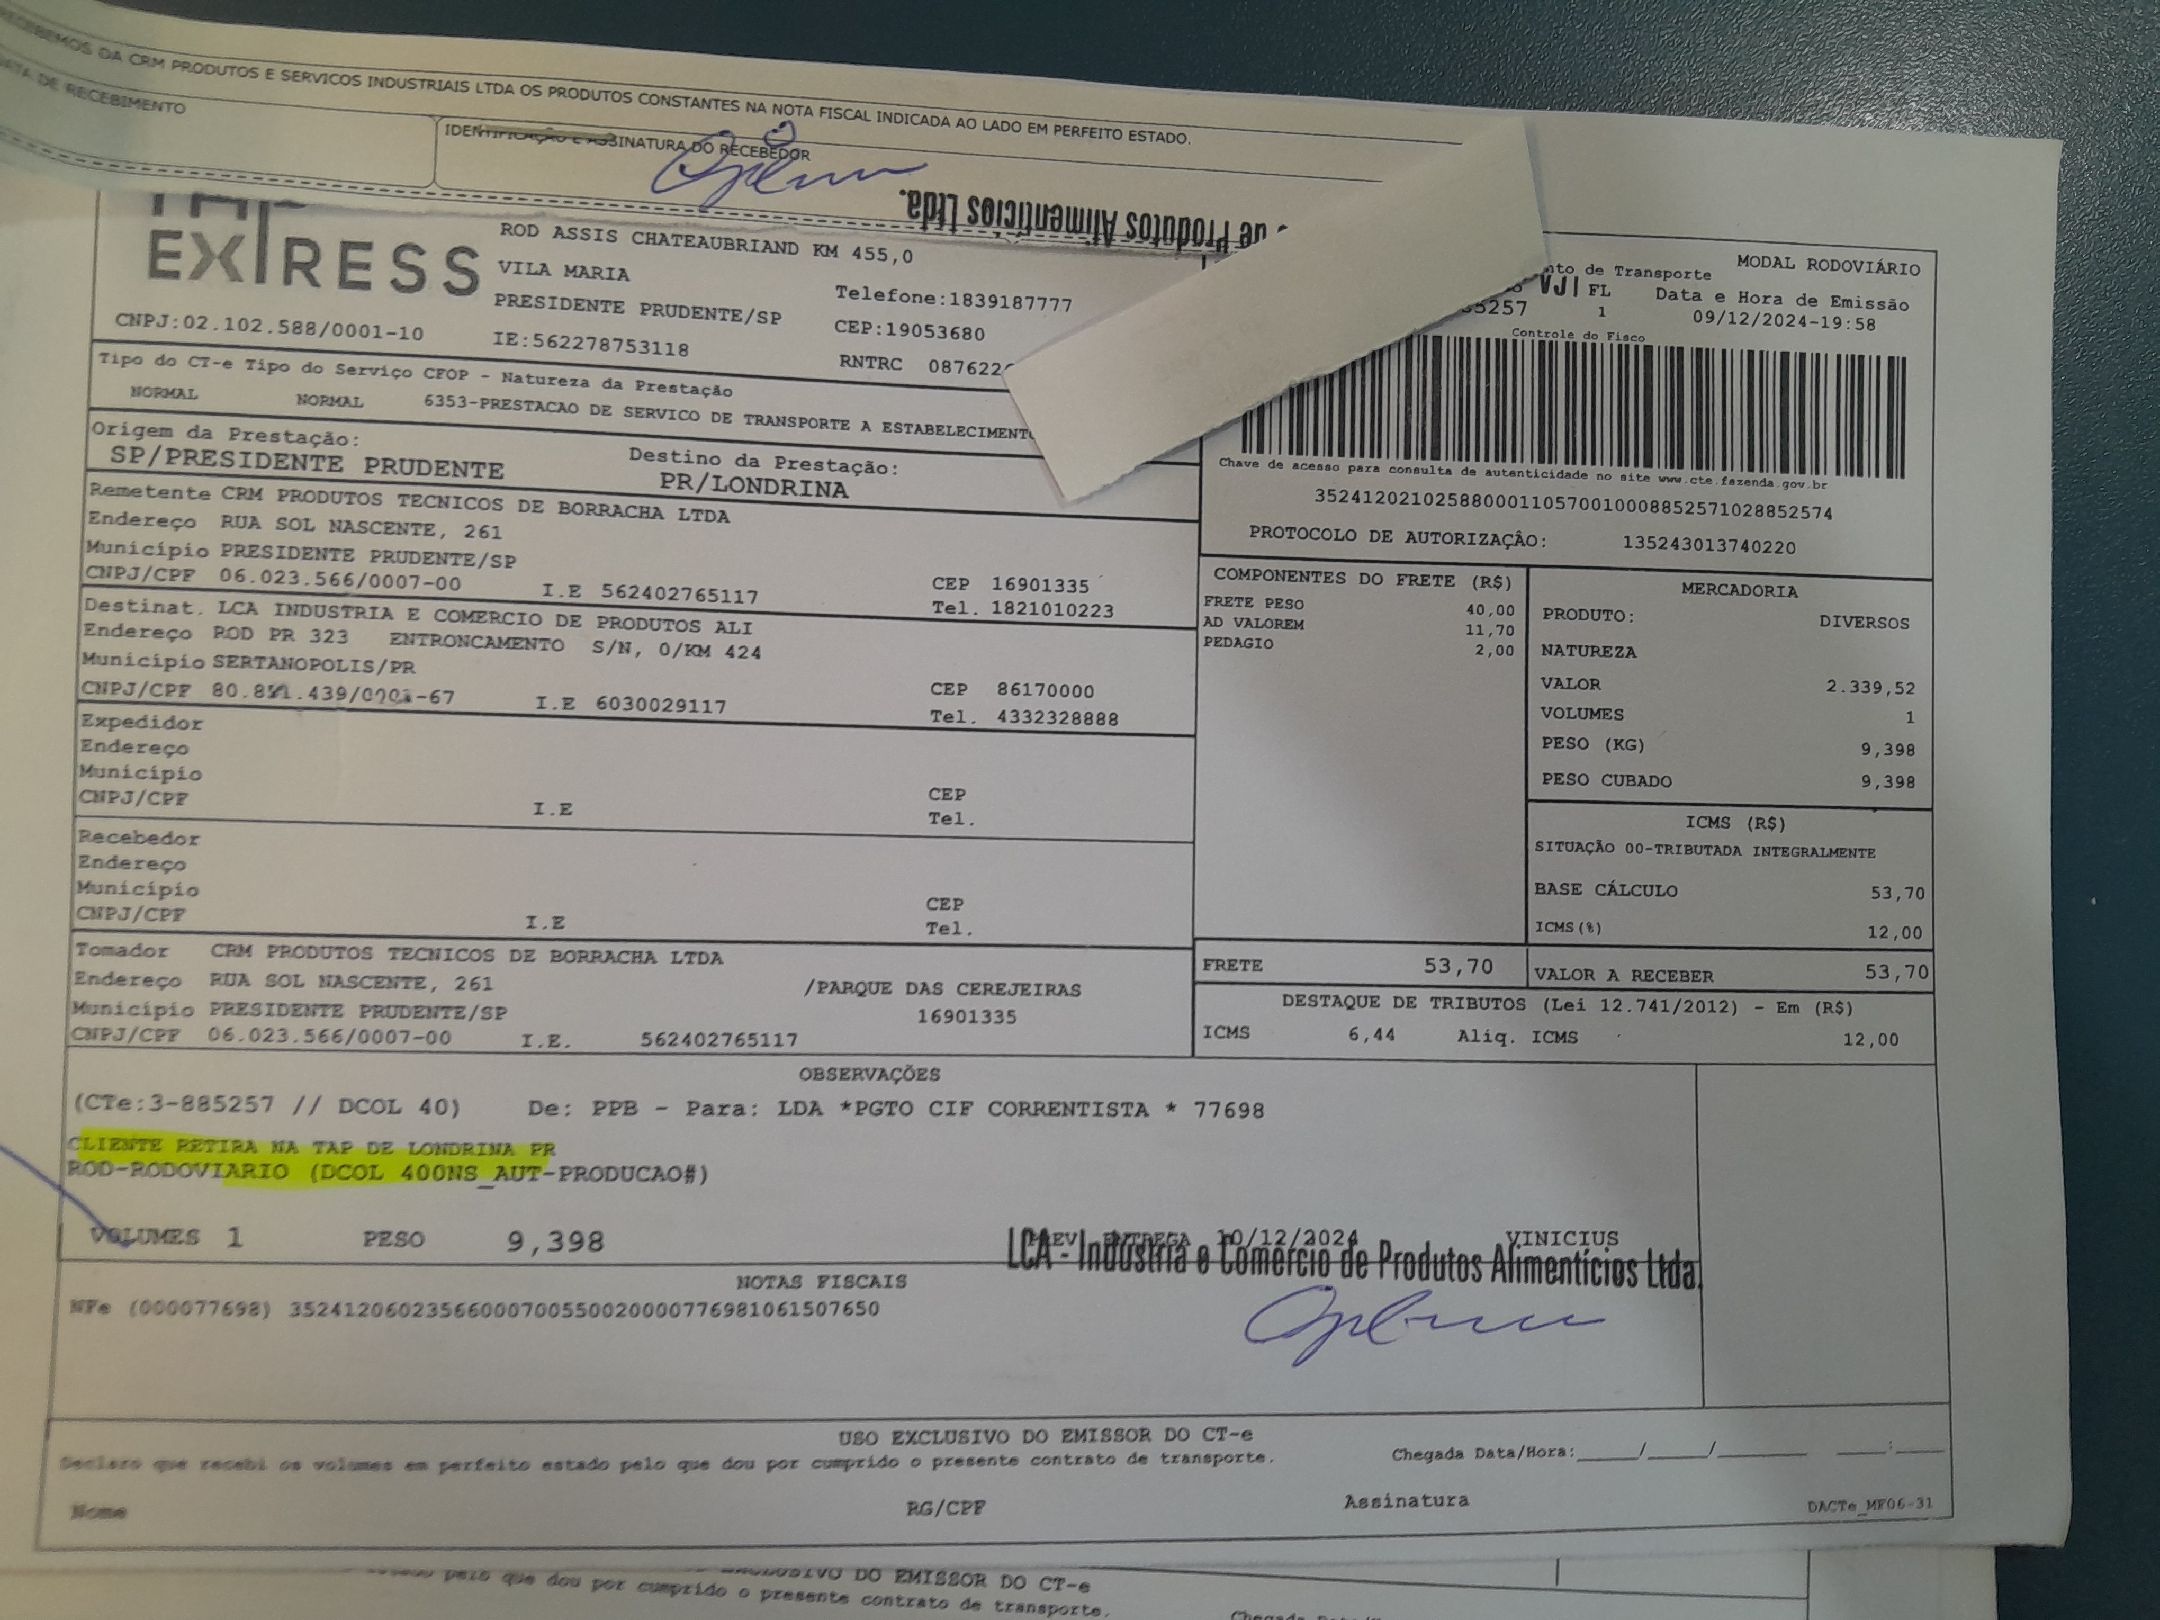 RECEBEMOS DA CRM PRODUTOS E SERVICOS INDUSTRIAIS LTDA OS PRODUTOS CONSTANTES NA NOTA FISCAL INDICADA AO LADO EM PERFEITO ESTADO.
DATA DE RECEBIMENTO
IDENTIFICAÇÃO E ASSINATURA DO RECEBEDOR
de Produtos Alimentícios Ltda.
EXPRESS
ROD ASSIS CHATEAUBRIAND KM 455,0
VILA MARIA
PRESIDENTE PRUDENTE/SP
Telefone:1839187777
CEP:19053680
CNPJ:02.102.588/0001-10
IE:562278753118
RNTRC 087622
MODAL RODOVIÁRIO
de Transporte
FL
1
5257
Data e Hora de Emissão
09/12/2024-19:58
Controle do Fisco
Tipo do CT-e Tipo do Serviço CFOP - Natureza da Prestação
NORMAL NORMAL 6353-PRESTACAO DE SERVICO DE TRANSPORTE A ESTABELECIMENT
Origem da Prestação:
SP/PRESIDENTE PRUDENTE
Destino da Prestação:
PR/LONDRINA
Chave de acesso para consulta de autenticidade no site www.cte.fazenda.gov.br
35241202102588000110570010008852571028852574
PROTOCOLO DE AUTORIZAÇÃO: 135243013740220
Remetente CRM PRODUTOS TECNICOS DE BORRACHA LTDA
Endereço RUA SOL NASCENTE, 261
Município PRESIDENTE PRUDENTE/SP
CNPJ/CPF 06.023.566/0007-00 I.E 562402765117
CEP 16901335
Tel. 1821010223
Destinat. LCA INDUSTRIA E COMERCIO DE PRODUTOS ALI
Endereço ROD PR 323 ENTRONCAMENTO S/N, 0/KM 424
Município SERTANOPOLIS/PR
CNPJ/CPF I.E 6030029117
CEP 86170000
Tel. 4332328888
Expedidor
Endereço
Município
CNPJ/CPF I.E
CEP
Tel.
Recebedor
Endereço
Município
CNPJ/CPF I.E
CEP
Tel.
Tomador CRM PRODUTOS TECNICOS DE BORRACHA LTDA
Endereço RUA SOL NASCENTE, 261 /PARQUE DAS CEREJEIRAS
Município PRESIDENTE PRUDENTE/SP 16901335
CNPJ/CPF 06.023.566/0007-00 I.E. 562402765117
COMPONENTES DO FRETE (R$)
FRETE PESO 40,00
AD VALOREM 11,70
PEDAGIO 2,00
MERCADORIA
PRODUTO: DIVERSOS
NATUREZA
VALOR 2.339,52
VOLUMES 1
PESO (KG) 9,398
PESO CUBADO 9,398
ICMS (R$)
SITUAÇÃO 00-TRIBUTADA INTEGRALMENTE
BASE CÁLCULO 53,70
ICMS(%) 12,00
FRETE 53,70
VALOR A RECEBER 53,70
DESTAQUE DE TRIBUTOS (Lei 12.741/2012) - Em (R$)
ICMS 6,44 Aliq. ICMS 12,00
OBSERVAÇÕES
(CTe:3-885257 // DCOL 40) De: PPB - Para: LDA *PGTO CIF CORRENTISTA * 77698
CLIENTE RETIRA NA TAP DE LONDRINA PR
ROD-RODOVIARIO (DCOL 400NS_AUT-PRODUCAO#)
VOLUMES 1 PESO 9,398 PREV ENTREGA 10/12/2024 VINICIUS
LCA - Indústria e Comércio de Produtos Alimentícios Ltda.
NOTAS FISCAIS
NFe (000077698) 35241206023566000700550020000776981061507650
USO EXCLUSIVO DO EMISSOR DO CT-e
Declaro que recebi os volumes em perfeito estado pelo que dou por cumprido o presente contrato de transporte.
Chegada Data/Hora:____/____/______ ____:____
Nome RG/CPF Assinatura
DACTe_MF06-31
EXCLUSIVO DO EMISSOR DO CT-e
estado pelo que dou por cumprido o presente contrato de transporte.